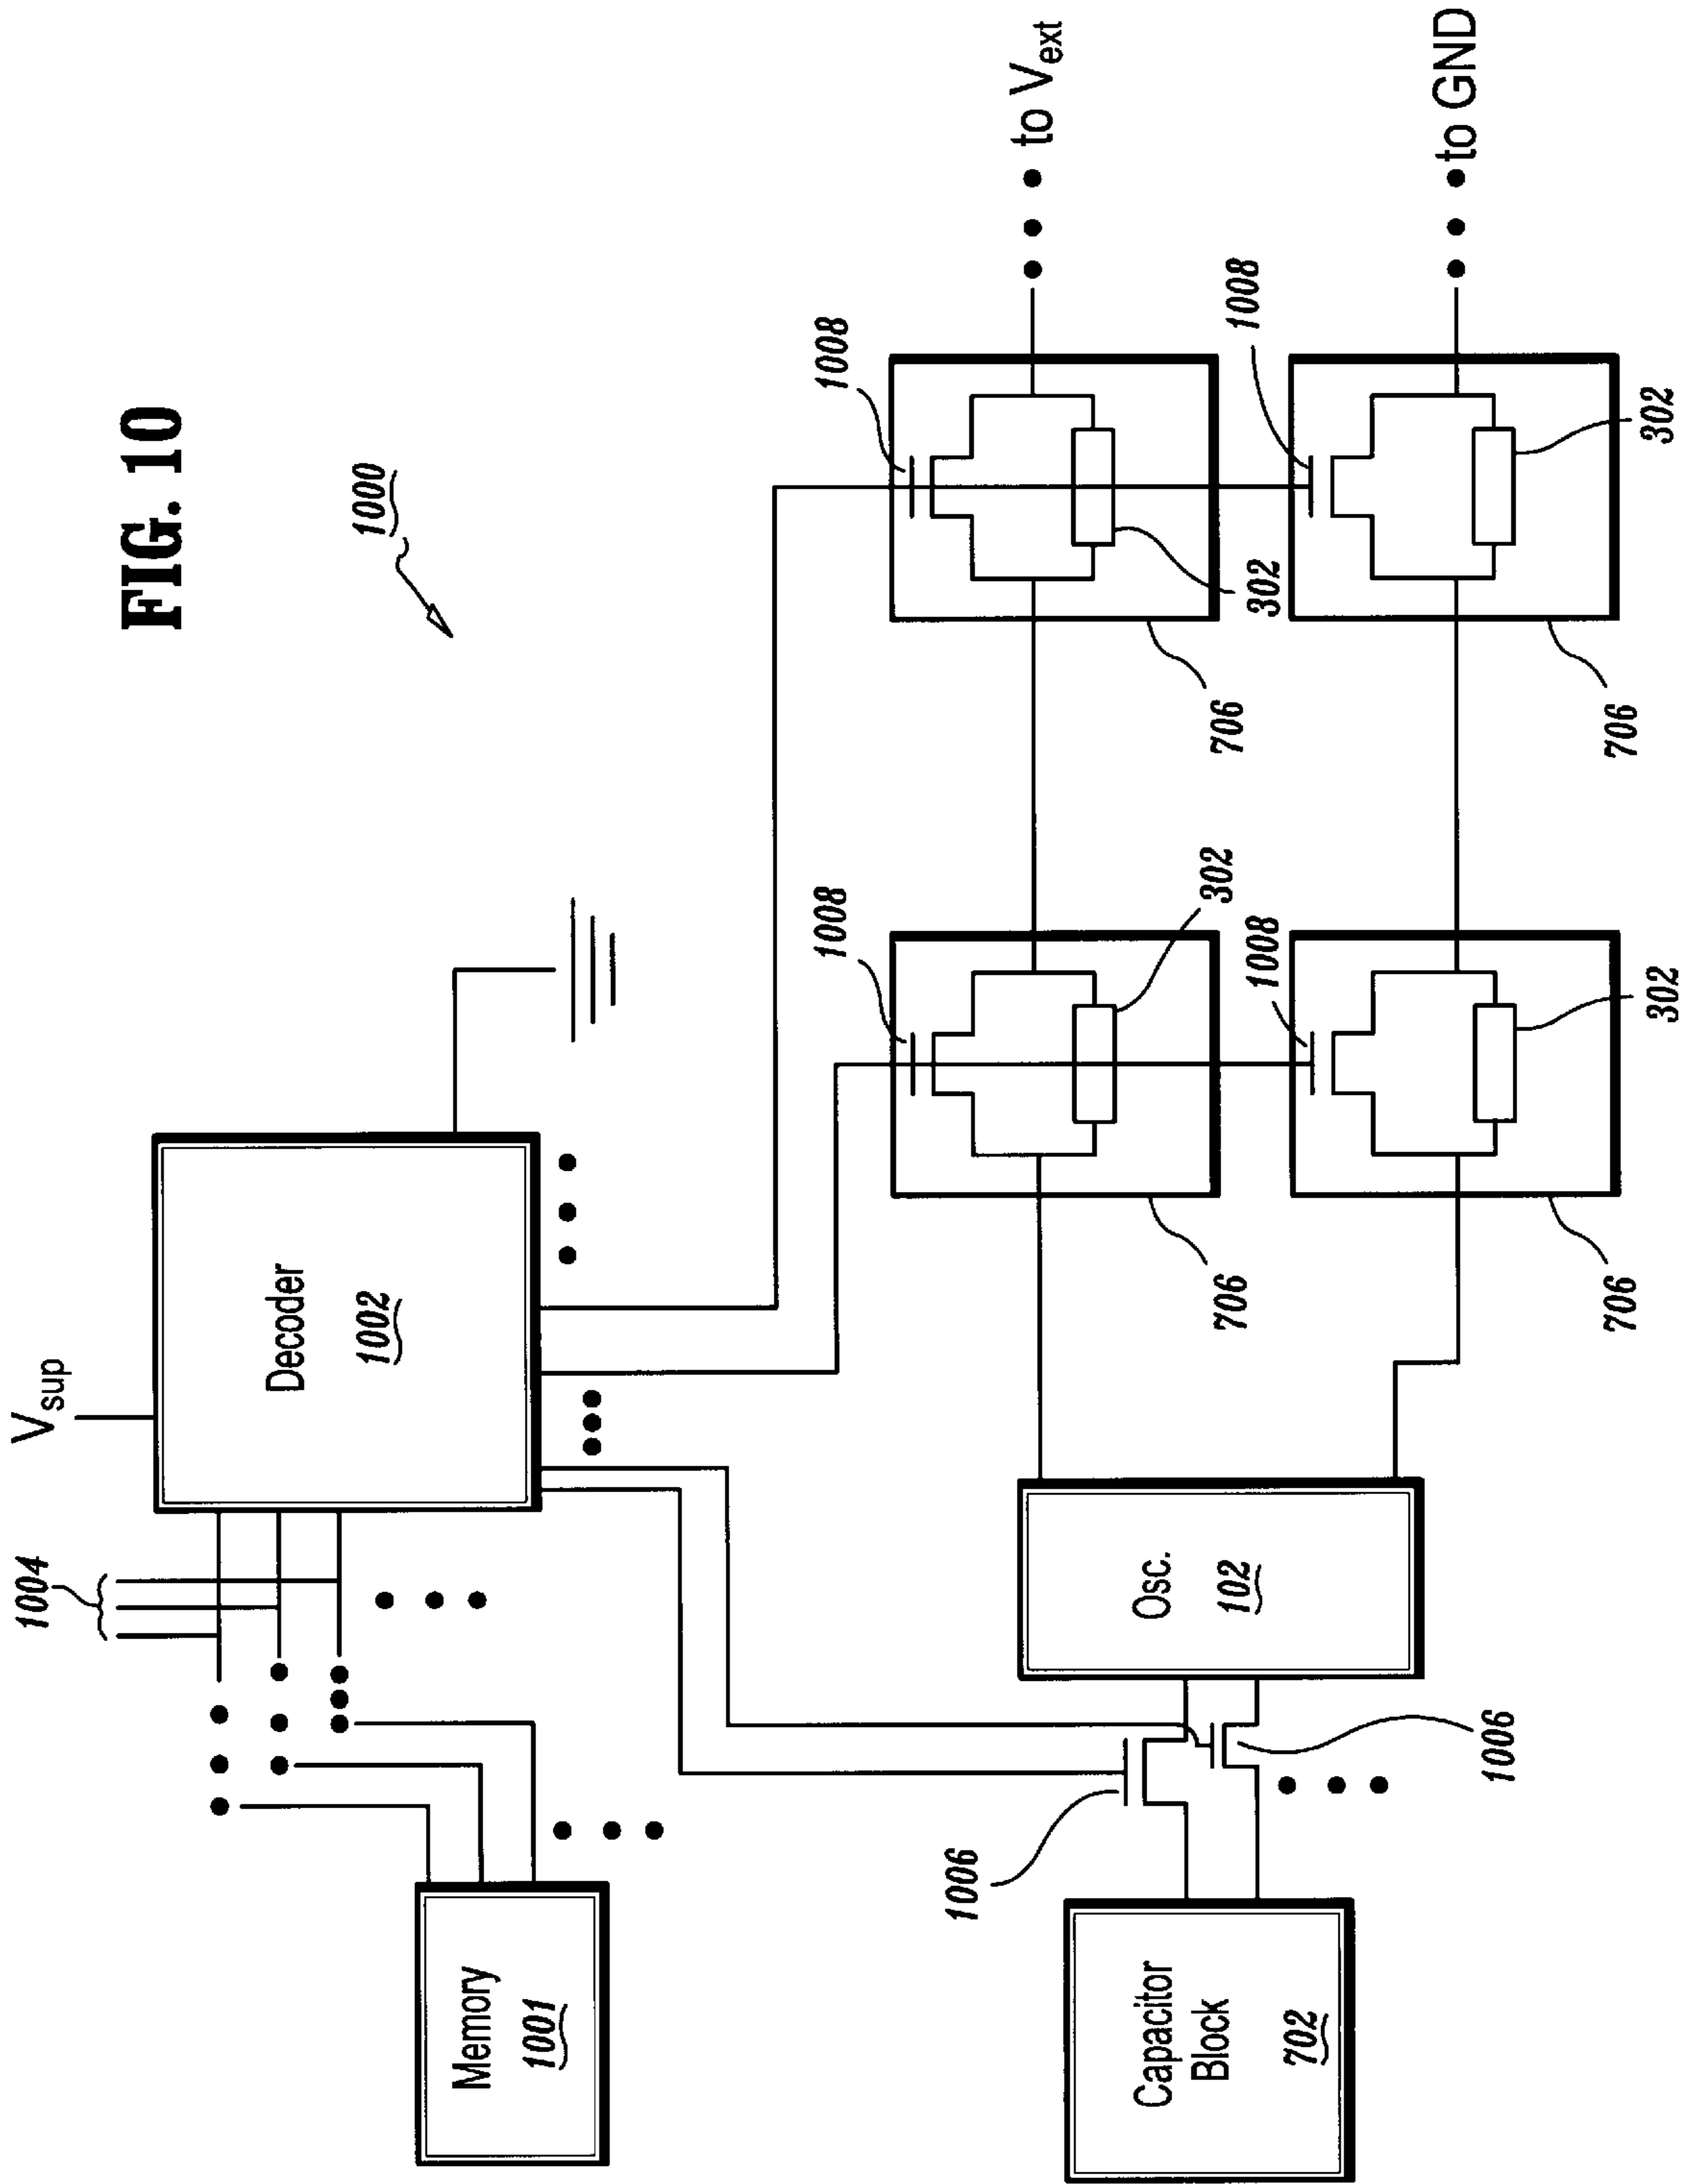 FIG. 10
1000
V_sup
1004
Decoder
1002
Memory
1001
1008
1008
to V_ext
302
302
706
706
1008
1008
to GND
302
302
706
706
Osc.
102
1006
1006
Capacitor
Block
702